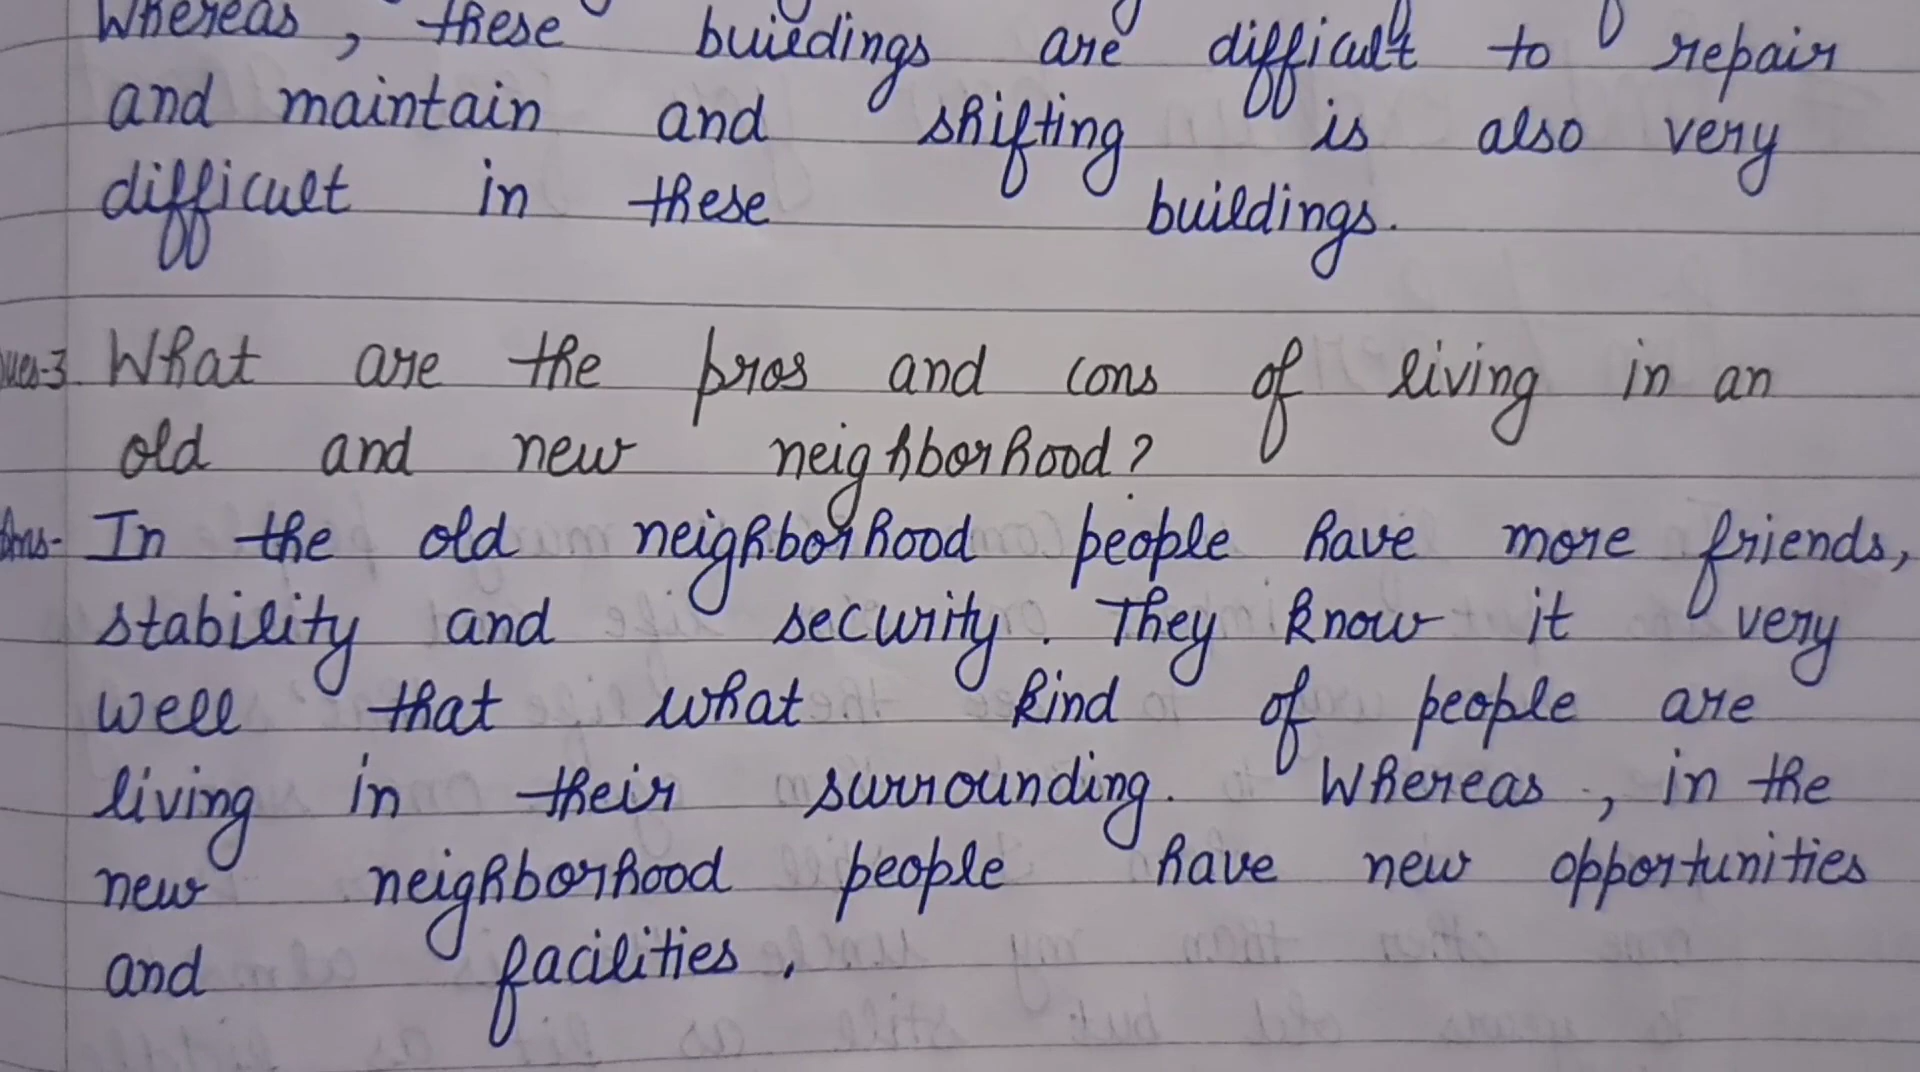 Whereas, these buildings are difficult to repair
and maintain and shifting is also very
difficult in these buildings.
Ques-3. What are the pros and cons of living in an
old and new neighborhood?
Ans- In the old neighborhood people have more friends,
stability and security. They know it very
well that what kind of people are
living in their surrounding. Whereas, in the
new neighborhood people have new opportunities
and facilities.